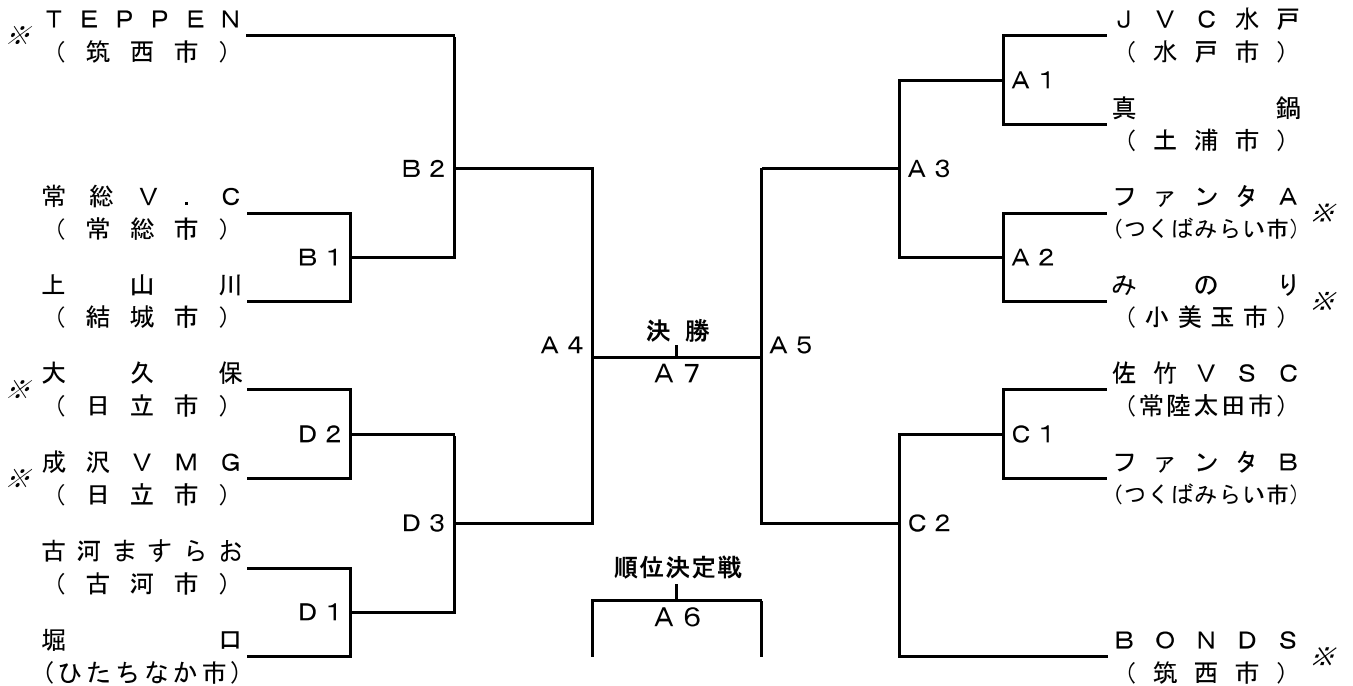 ※ TEPPEN
(筑西市)
常総V.C
(常総市)
上山川
(結城市)
※ 大久保
(日立市)
※ 成沢VMG
(日立市)
古河ますらお
(古河市)
堀口
(ひたちなか市)
B2
B1
D2
D3
D1
A4
決勝
A7
A5
順位決定戦
A6
A1
A3
A2
C1
C2
JVC水戸
(水戸市)
真鍋
(土浦市)
ファンタA ※
(つくばみらい市)
みのり ※
(小美玉市)
佐竹VSC
(常陸太田市)
ファンタB
(つくばみらい市)
BONDS ※
(筑西市)